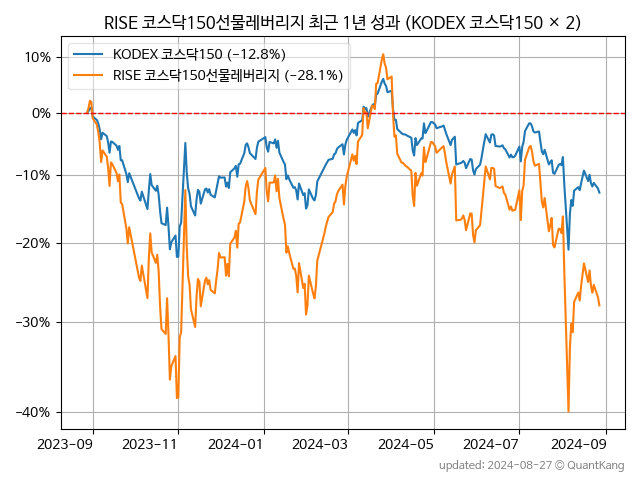 RISE 코스닥150선물레버리지 최근 1년 성과 (KODEX 코스닥150 × 2)
KODEX 코스닥150 (−12.8%)
RISE 코스닥150선물레버리지 (−28.1%)
10%
0%
−10%
−20%
−30%
−40%
2023-09 2023-11 2024-01 2024-03 2024-05 2024-07 2024-09
updated: 2024-08-27 © QuantKang